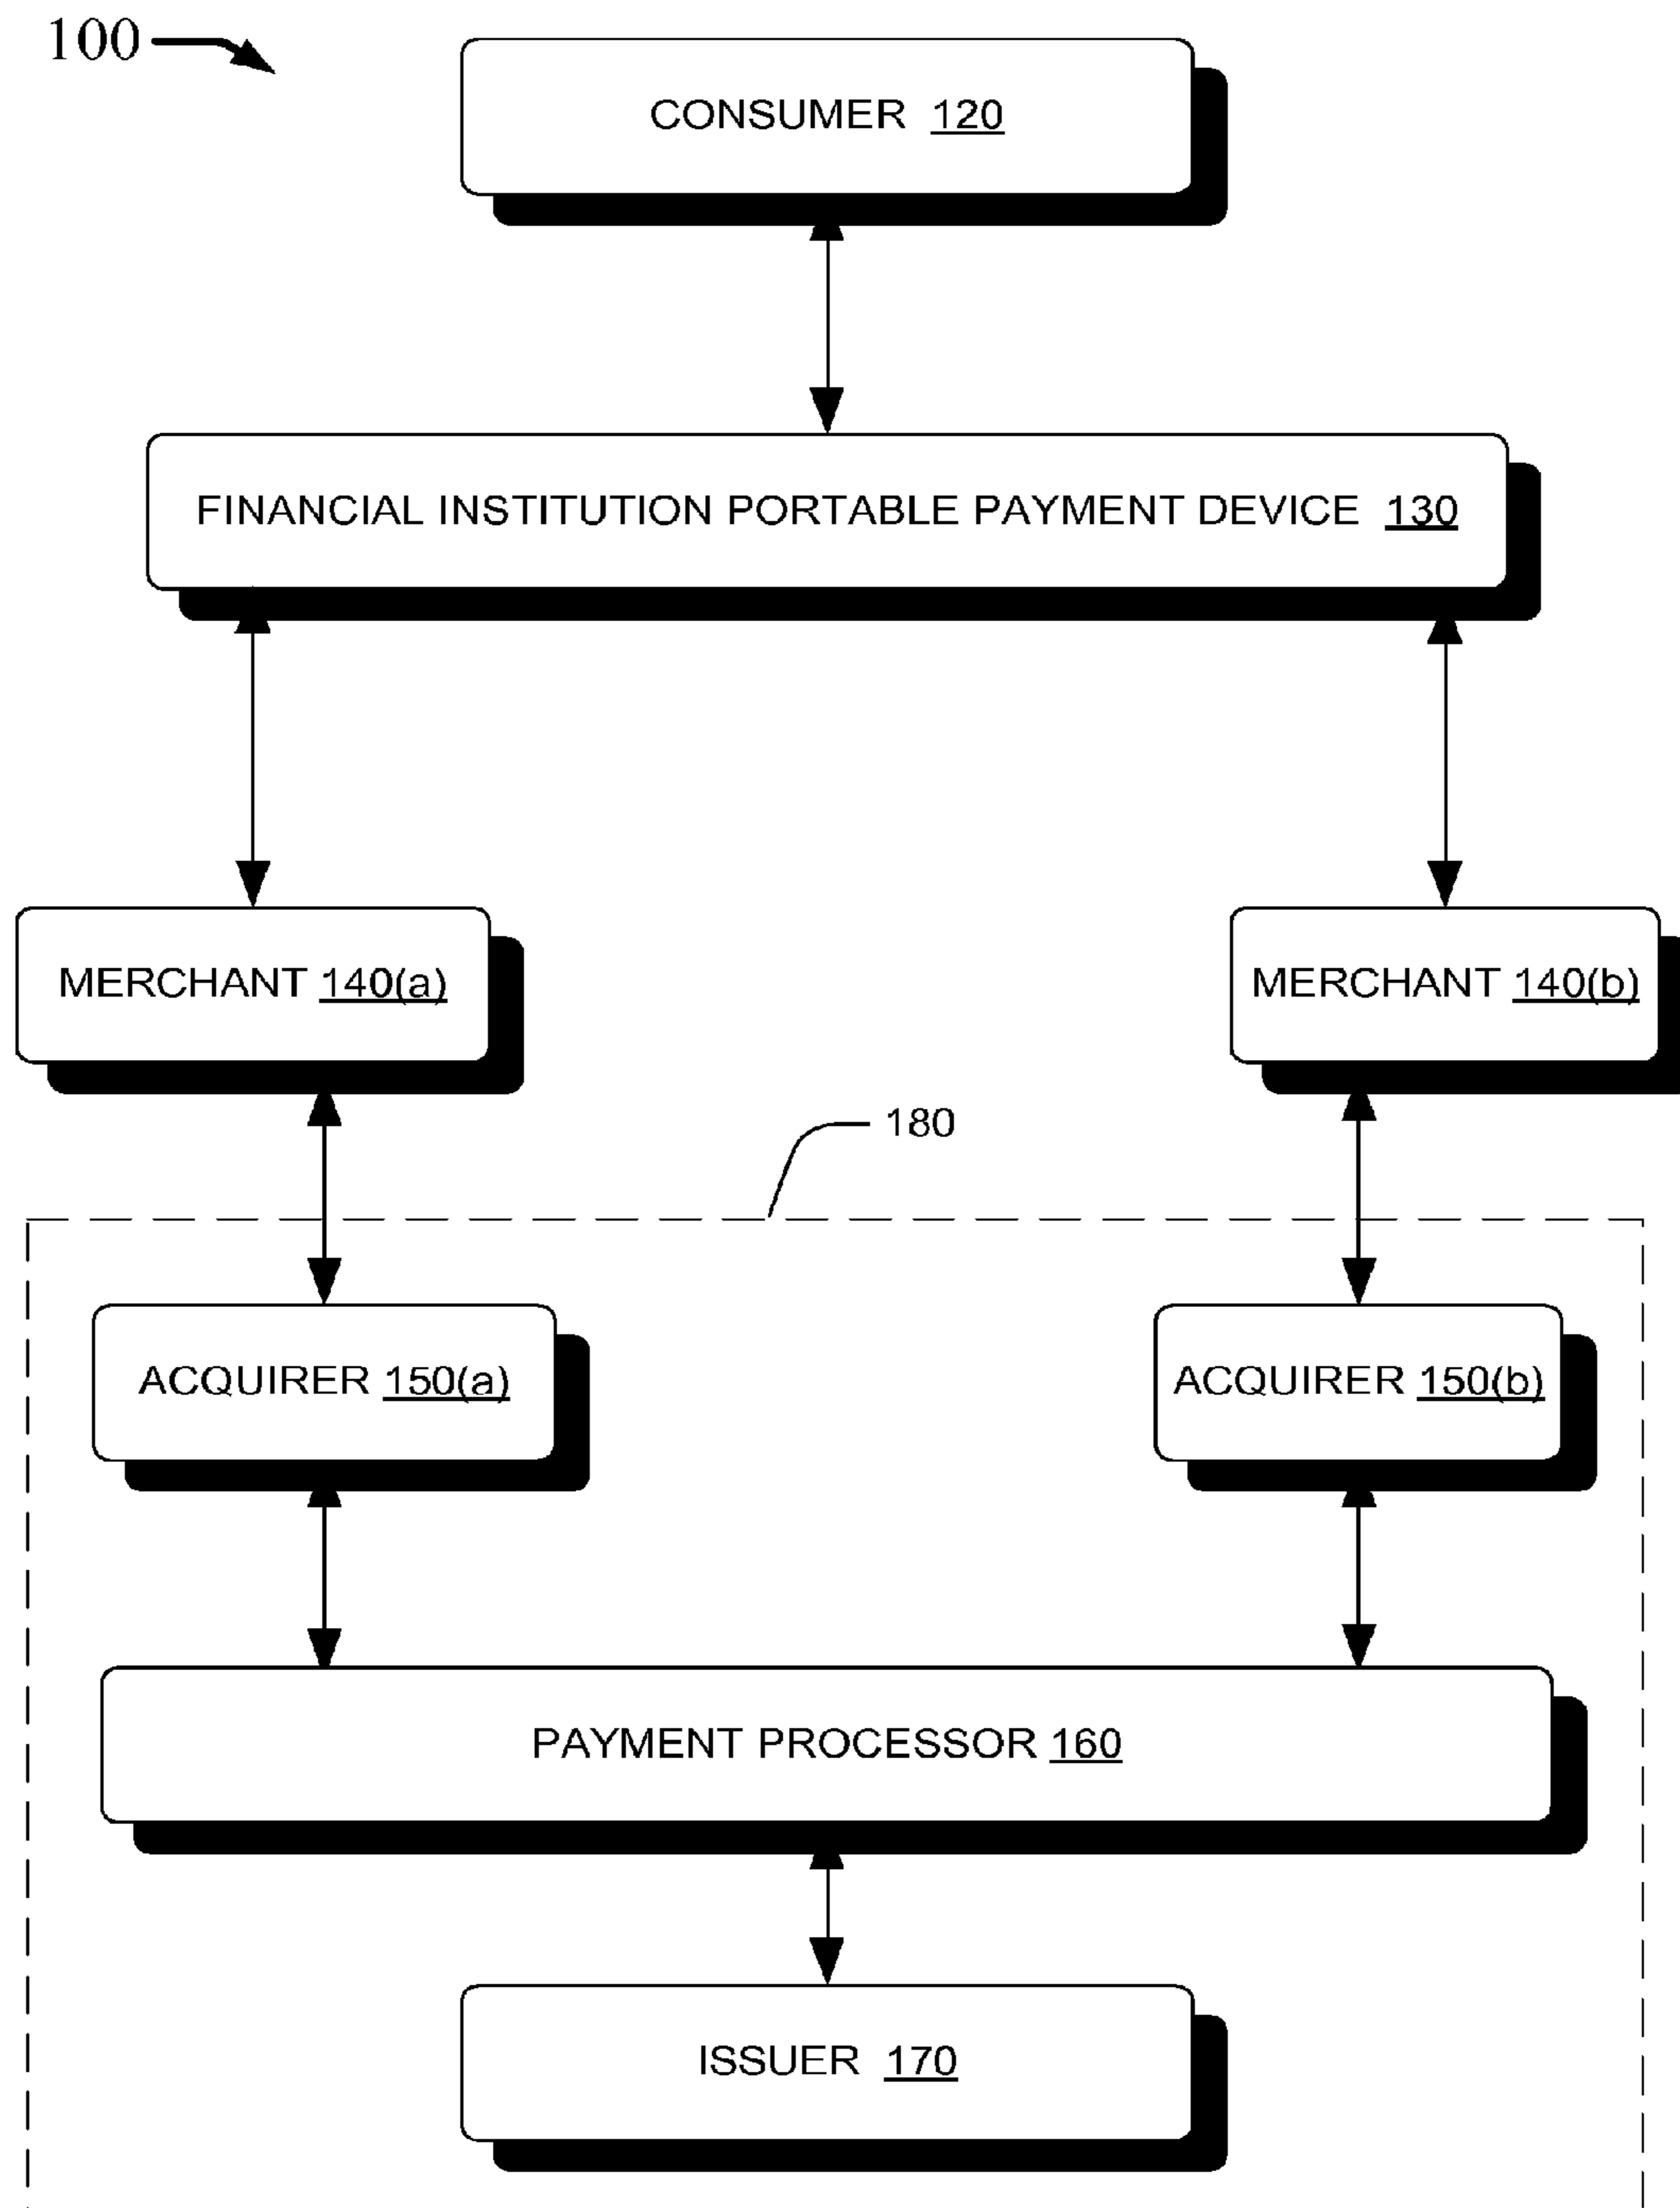 100
CONSUMER 120
FINANCIAL INSTITUTION PORTABLE PAYMENT DEVICE 130
MERCHANT 140(a)
MERCHANT 140(b)
180
ACQUIRER 150(a)
ACQUIRER 150(b)
PAYMENT PROCESSOR 160
ISSUER 170